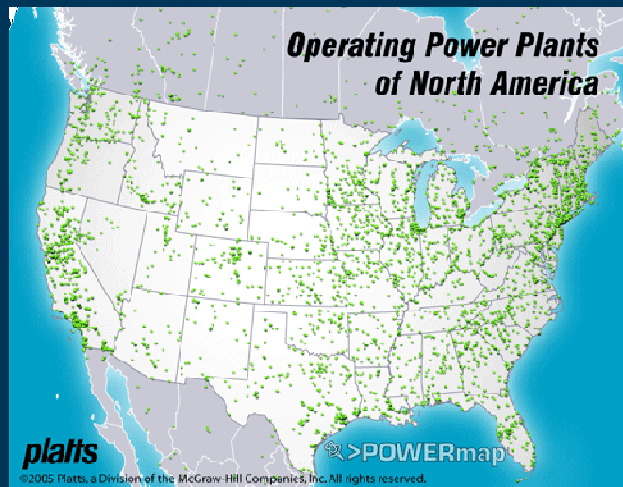 Operating Power Plants
of North America
platts
>POWERmap
©2005 Platts, a Division of the McGraw-Hill Companies, Inc. All rights reserved.